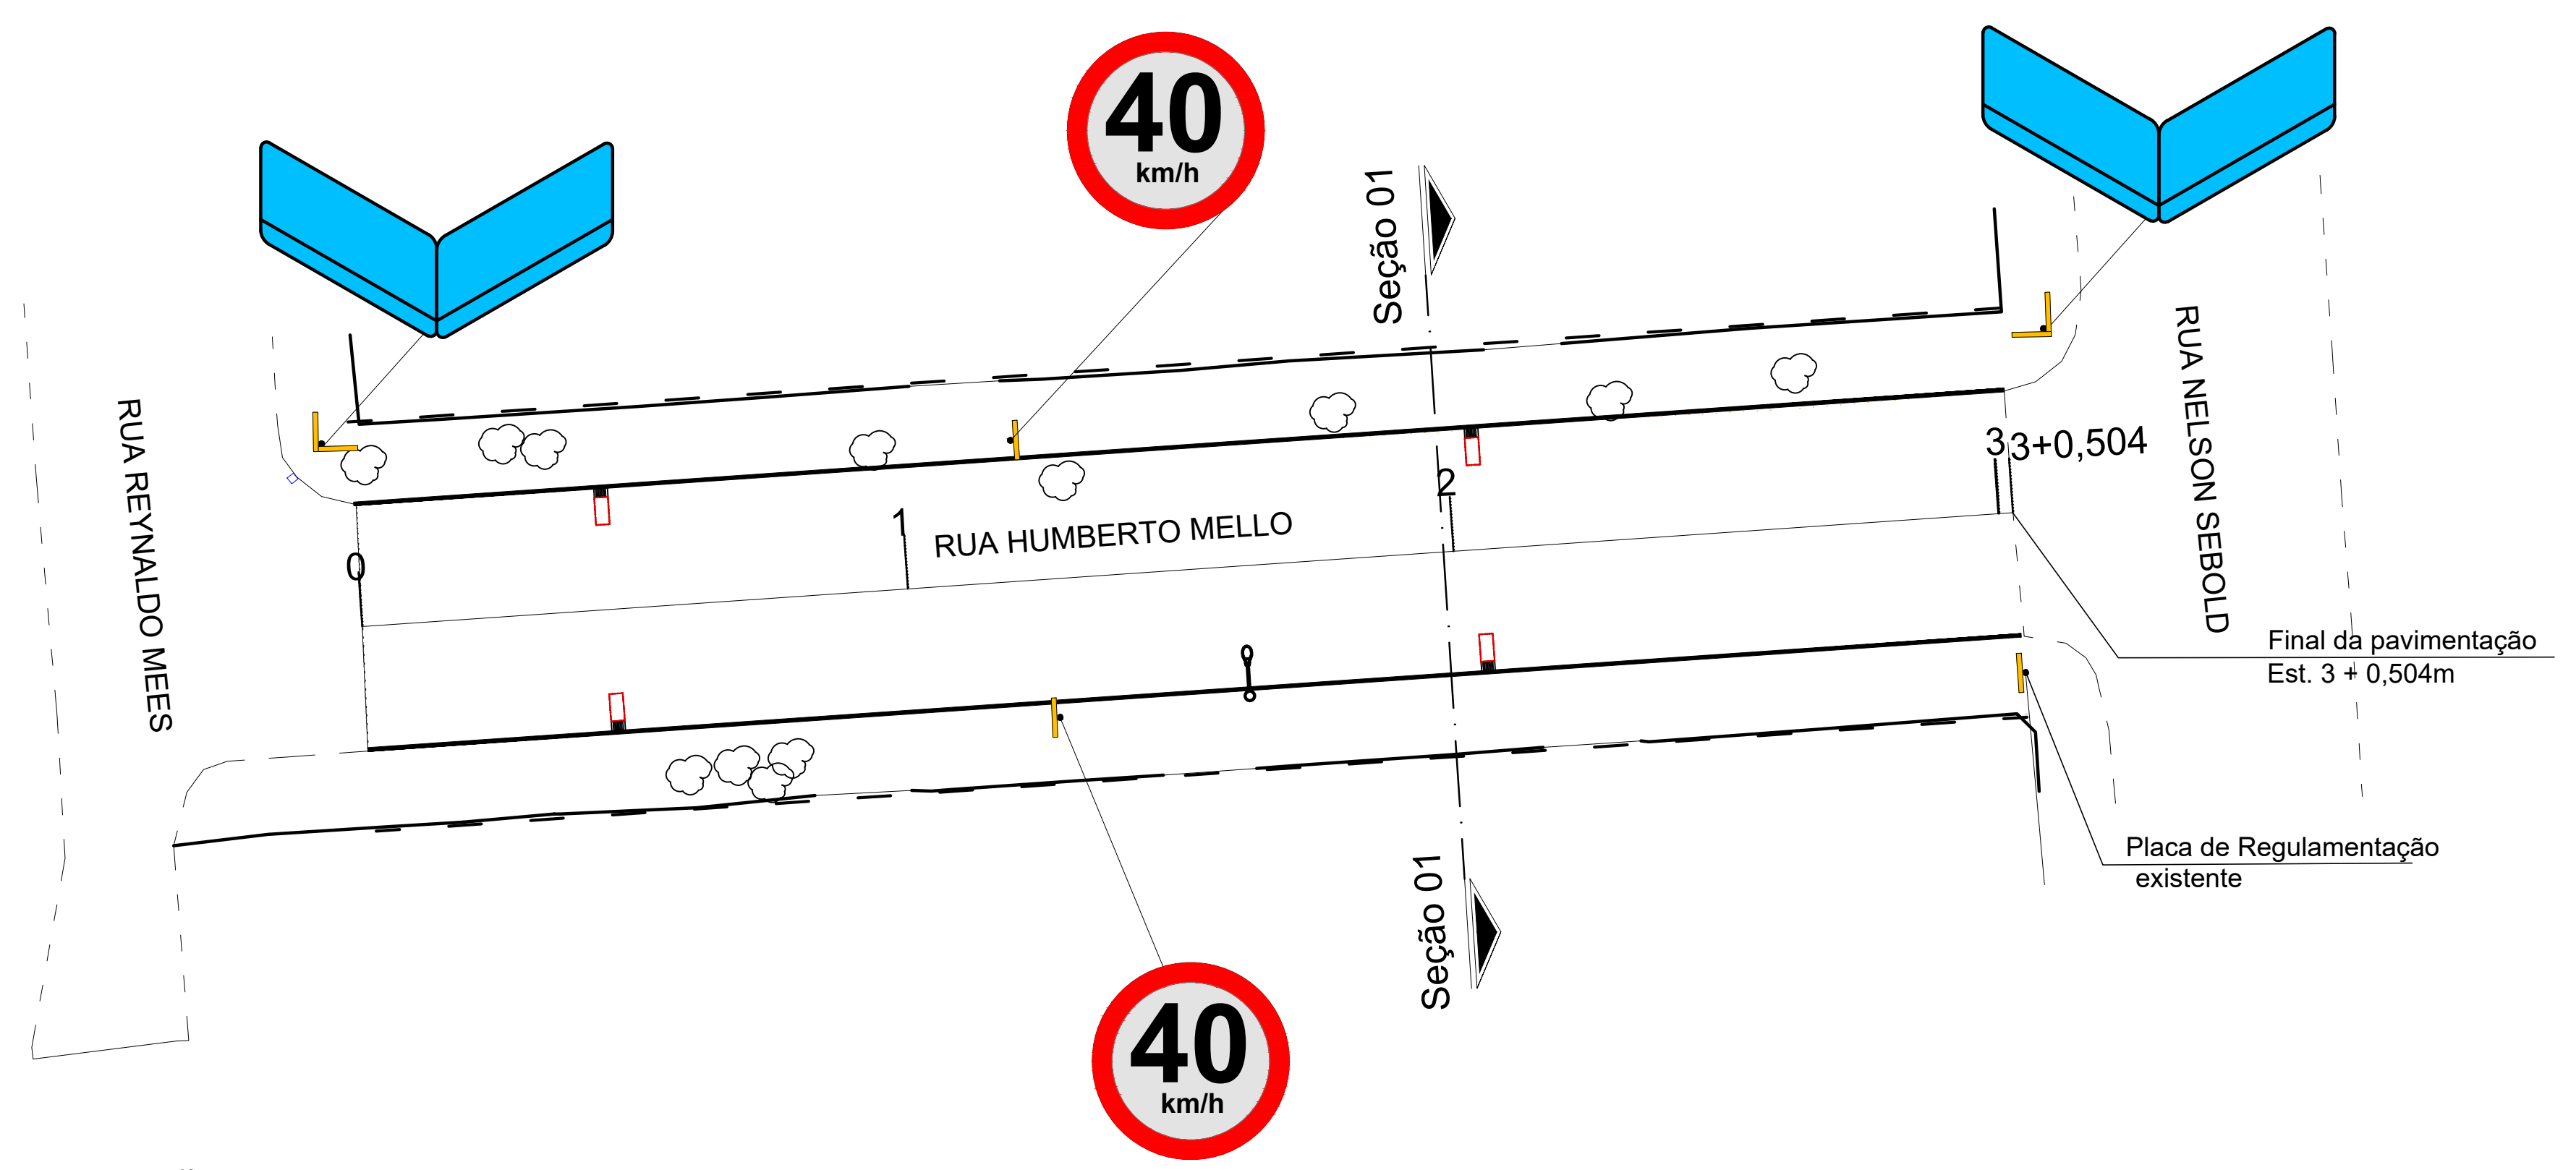 40
km/h
Seção 01
RUA REYNALDO MEES
0
1
RUA HUMBERTO MELLO
2
3
3+0,504
RUA NELSON SEBOLD
Final da pavimentação
Est. 3 + 0,504m
Placa de Regulamentação
existente
Seção 01
40
km/h